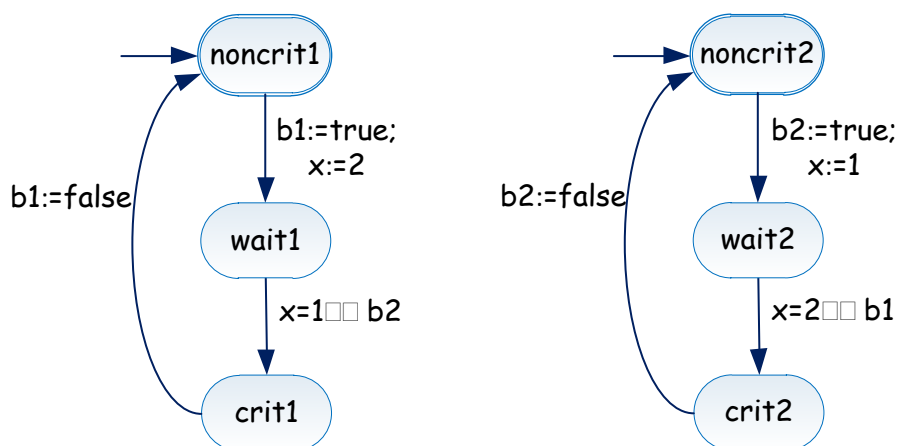 noncrit1
b1:=true;
x:=2
b1:=false
wait1
x=1□□ b2
crit1
noncrit2
b2:=true;
x:=1
b2:=false
wait2
x=2□□ b1
crit2